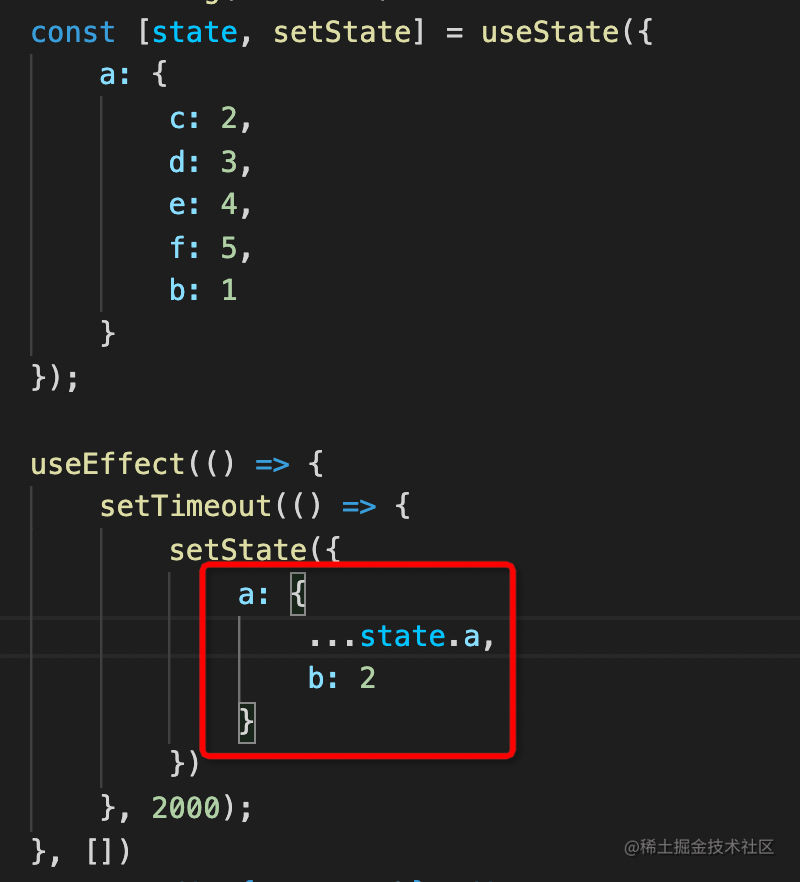 const [state, setState] = useState({
    a: {
        c: 2,
        d: 3,
        e: 4,
        f: 5,
        b: 1
    }
});
useEffect(() => {
    setTimeout(() => {
        setState({
            a: {
                ...state.a,
                b: 2
            }
        })
    }, 2000);
}, [])
@稀土掘金技术社区